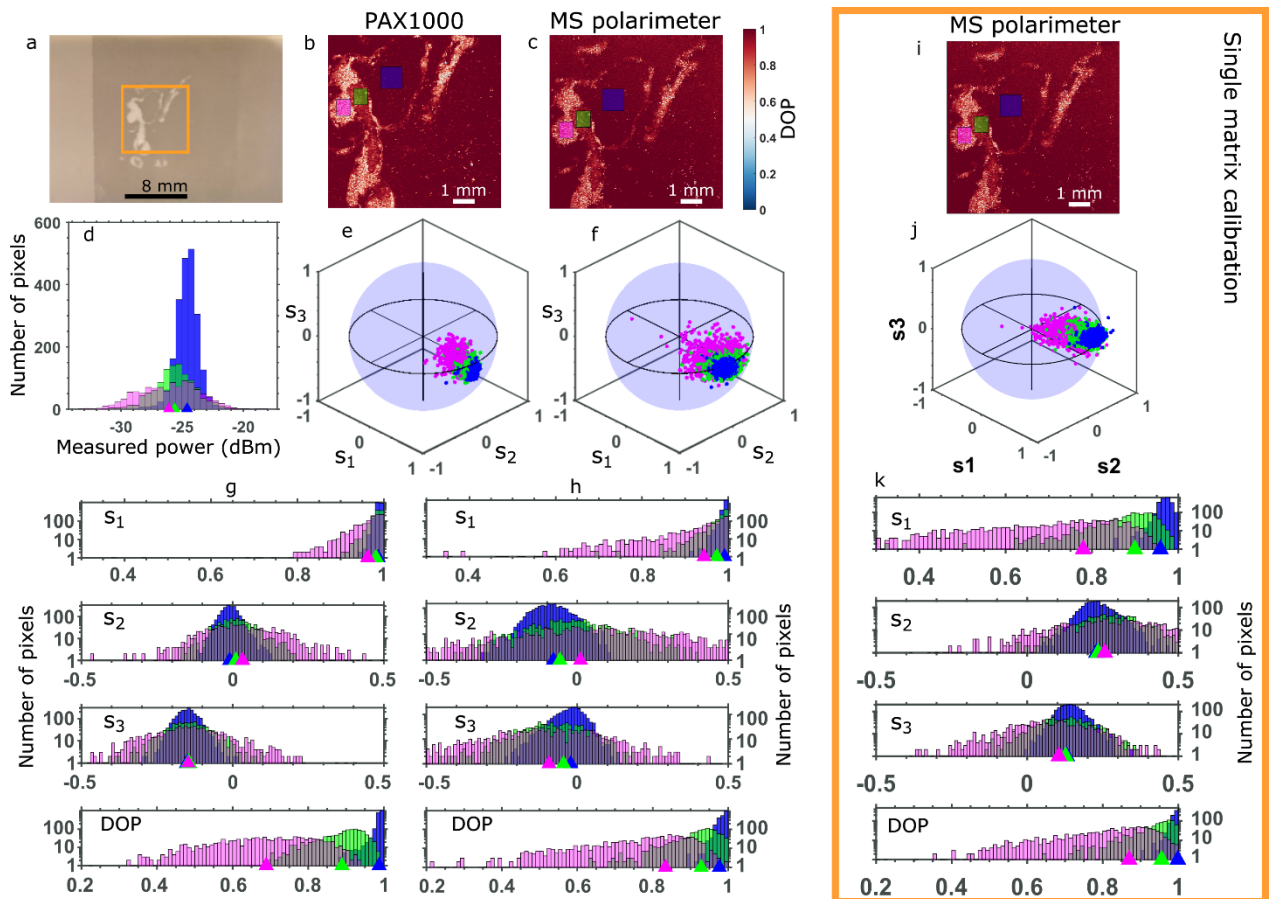 PAX1000
MS polarimeter
MS polarimeter
a
b
c
i
8 mm
1 mm
1 mm
1 mm
1
0.8
0.6
0.4
0.2
0
DOP
Single matrix calibration
d
600
400
200
0
Number of pixels
-30
-25
-20
Measured power (dBm)
e
1
0
-1
s3
-1
0
1
s1
-1
0
1
s2
f
1
0
-1
s3
-1
0
1
s1
-1
0
1
s2
j
1
0
-1
s3
-1
0
1
s1
-1
0
1
s2
g
s1
100
10
1
0.4 0.6 0.8 1
s2
100
10
1
-0.5 0 0.5
s3
100
10
1
-0.5 0 0.5
DOP
100
10
1
0.2 0.4 0.6 0.8 1
Number of pixels
h
s1
100
10
1
0.4 0.6 0.8 1
s2
100
10
1
-0.5 0 0.5
s3
100
10
1
-0.5 0 0.5
DOP
100
10
1
0.2 0.4 0.6 0.8 1
Number of pixels
k
s1
100
10
1
0.4 0.6 0.8 1
s2
100
10
1
-0.5 0 0.5
s3
100
10
1
-0.5 0 0.5
DOP
100
10
1
0.2 0.4 0.6 0.8 1
Number of pixels